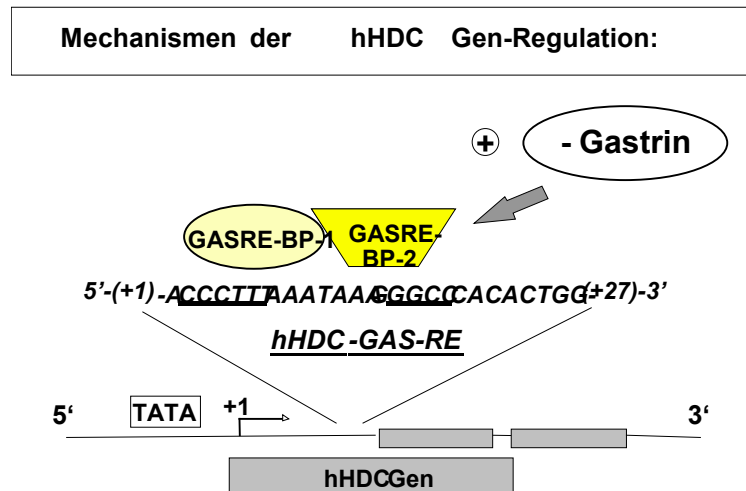 Mechanismen der hHDC Gen-Regulation:
+ - Gastrin
GASRE-BP-1 GASRE-
BP-2
5’-(+1) -ACCCTTTAAATAAAGGGCCCACACTGG-(+27)-3’
hHDC-GAS-RE
5‘ TATA +1 3‘
hHDCGen